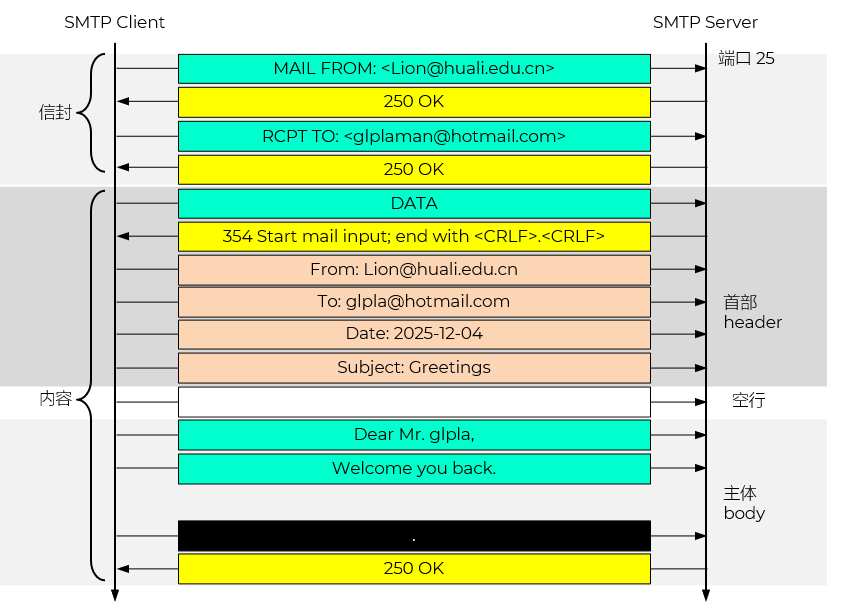 SMTP Client
SMTP Server
端口 25
MAIL FROM: <Lion@huali.edu.cn>
250 OK
信封
RCPT TO: <glplaman@hotmail.com>
250 OK
DATA
354 Start mail input; end with <CRLF>.<CRLF>
From: Lion@huali.edu.cn
To: glpla@hotmail.com
首部
header
Date: 2025-12-04
Subject: Greetings
内容
空行
Dear Mr. glpla,
Welcome you back.
主体
body
.
250 OK